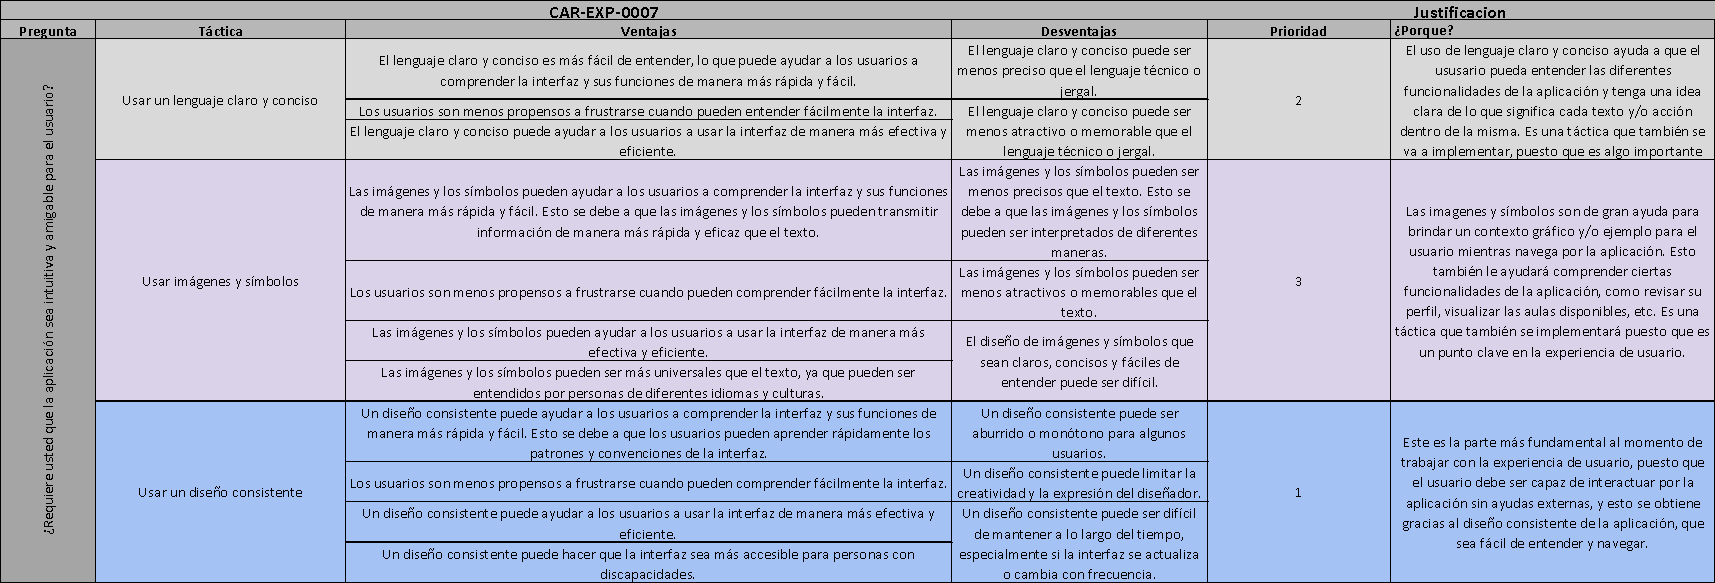 CAR-EXP-0007
Justificacion
Pregunta
Táctica
Ventajas
Desventajas
Prioridad
¿Porque?
¿Requiere usted que la aplicación sea intuitiva y amigable para el usuario?
Usar un lenguaje claro y conciso
El lenguaje claro y conciso es más fácil de entender, lo que puede ayudar a los usuarios a
comprender la interfaz y sus funciones de manera más rápida y fácil.
Los usuarios son menos propensos a frustrarse cuando pueden entender fácilmente la interfaz.
El lenguaje claro y conciso puede ayudar a los usuarios a usar la interfaz de manera más efectiva y
eficiente.
El lenguaje claro y conciso puede ser
menos preciso que el lenguaje técnico o
jergal.
El lenguaje claro y conciso puede ser
menos atractivo o memorable que el
lenguaje técnico o jergal.
2
El uso de lenguaje claro y conciso ayuda a que el
ususario pueda entender las diferentes
funcionalidades de la aplicación y tenga una idea
clara de lo que significa cada texto y/o acción
dentro de la misma. Es una táctica que también se
va a implementar, puesto que es algo importante
Usar imágenes y símbolos
Las imágenes y los símbolos pueden ayudar a los usuarios a comprender la interfaz y sus funciones
de manera más rápida y fácil. Esto se debe a que las imágenes y los símbolos pueden transmitir
información de manera más rápida y eficaz que el texto.
Los usuarios son menos propensos a frustrarse cuando pueden comprender fácilmente la interfaz.
Las imágenes y los símbolos pueden ayudar a los usuarios a usar la interfaz de manera más
efectiva y eficiente.
Las imágenes y los símbolos pueden ser más universales que el texto, ya que pueden ser
entendidos por personas de diferentes idiomas y culturas.
Las imágenes y los símbolos pueden ser
menos precisos que el texto. Esto se
debe a que las imágenes y los símbolos
pueden ser interpretados de diferentes
maneras.
Las imágenes y los símbolos pueden ser
menos atractivos o memorables que el
texto.
El diseño de imágenes y símbolos que
sean claros, concisos y fáciles de
entender puede ser difícil.
3
Las imagenes y símbolos son de gran ayuda para
brindar un contexto gráfico y/o ejemplo para el
usuario mientras navega por la aplicación. Esto
también le ayudará comprender ciertas
funcionalidades de la aplicación, como revisar su
perfil, visualizar las aulas disponibles, etc. Es una
táctica que también se implementará puesto que es
un punto clave en la experiencia de usuario.
Usar un diseño consistente
Un diseño consistente puede ayudar a los usuarios a comprender la interfaz y sus funciones de
manera más rápida y fácil. Esto se debe a que los usuarios pueden aprender rápidamente los
patrones y convenciones de la interfaz.
Los usuarios son menos propensos a frustrarse cuando pueden comprender fácilmente la interfaz.
Un diseño consistente puede ayudar a los usuarios a usar la interfaz de manera más efectiva y
eficiente.
Un diseño consistente puede hacer que la interfaz sea más accesible para personas con
discapacidades.
Un diseño consistente puede ser
aburrido o monótono para algunos
usuarios.
Un diseño consistente puede limitar la
creatividad y la expresión del diseñador.
Un diseño consistente puede ser difícil
de mantener a lo largo del tiempo,
especialmente si la interfaz se actualiza
o cambia con frecuencia.
1
Este es la parte más fundamental al momento de
trabajar con la experiencia de usuario, puesto que
el usuario debe ser capaz de interactuar por la
aplicación sin ayudas externas, y esto se obtiene
gracias al diseño consistente de la aplicación, que
sea fácil de entender y navegar.